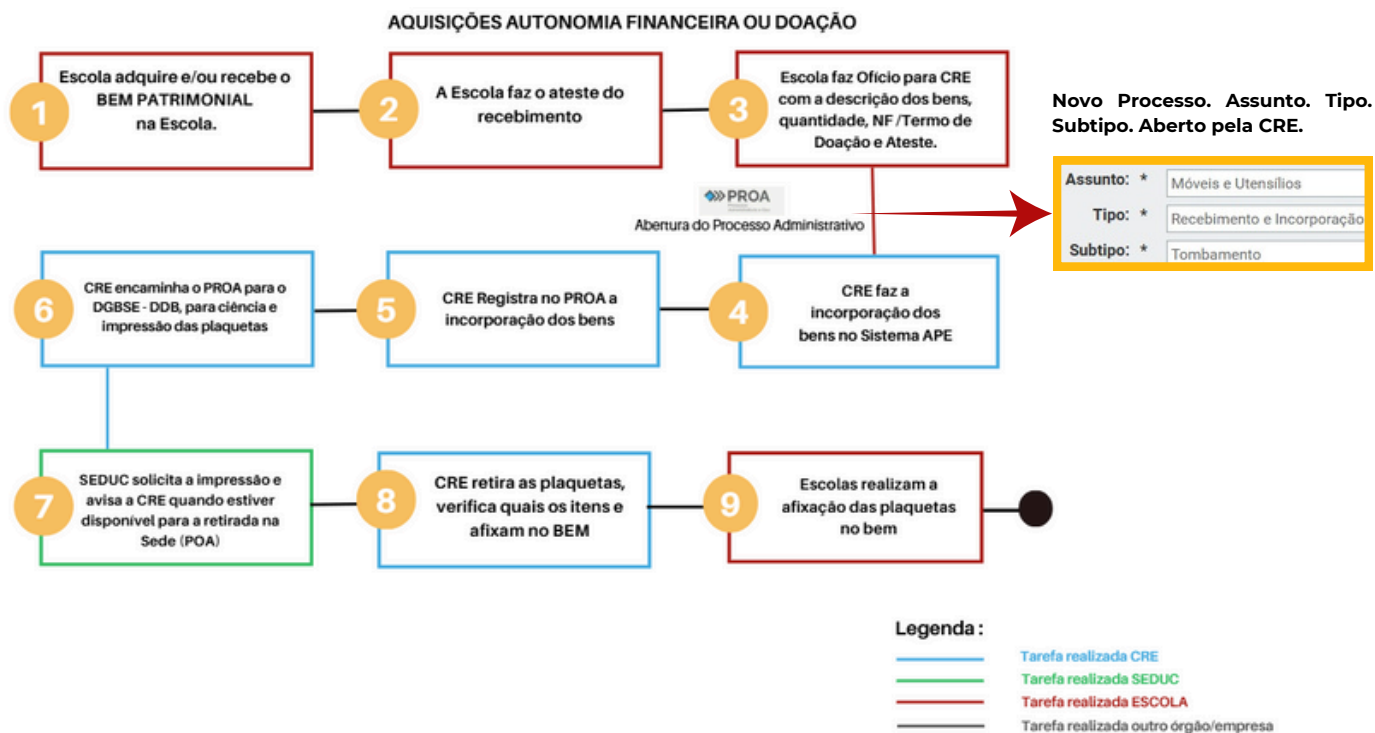 AQUISIÇÕES AUTONOMIA FINANCEIRA OU DOAÇÃO
1
Escola adquire e/ou recebe o
BEM PATRIMONIAL
na Escola.
2
A Escola faz o ateste do
recebimento
3
Escola faz Ofício para CRE
com a descrição dos bens,
quantidade, NF /Termo de
Doação e Ateste.
Novo Processo. Assunto. Tipo.
Subtipo. Aberto pela CRE.
Assunto: * Móveis e Utensílios
Tipo: * Recebimento e Incorporação
Subtipo: * Tombamento
PROA
Abertura do Processo Administrativo
6
CRE encaminha o PROA para o
DGBSE - DDB, para ciência e
impressão das plaquetas
5
CRE Registra no PROA a
incorporação dos bens
4
CRE faz a
incorporação dos
bens no Sistema APE
7
SEDUC solicita a impressão e
avisa a CRE quando estiver
disponível para a retirada na
Sede (POA)
8
CRE retira as plaquetas,
verifica quais os itens e
afixam no BEM
9
Escolas realizam a
afixação das plaquetas
no bem
Legenda :
Tarefa realizada CRE
Tarefa realizada SEDUC
Tarefa realizada ESCOLA
Tarefa realizada outro órgão/empresa